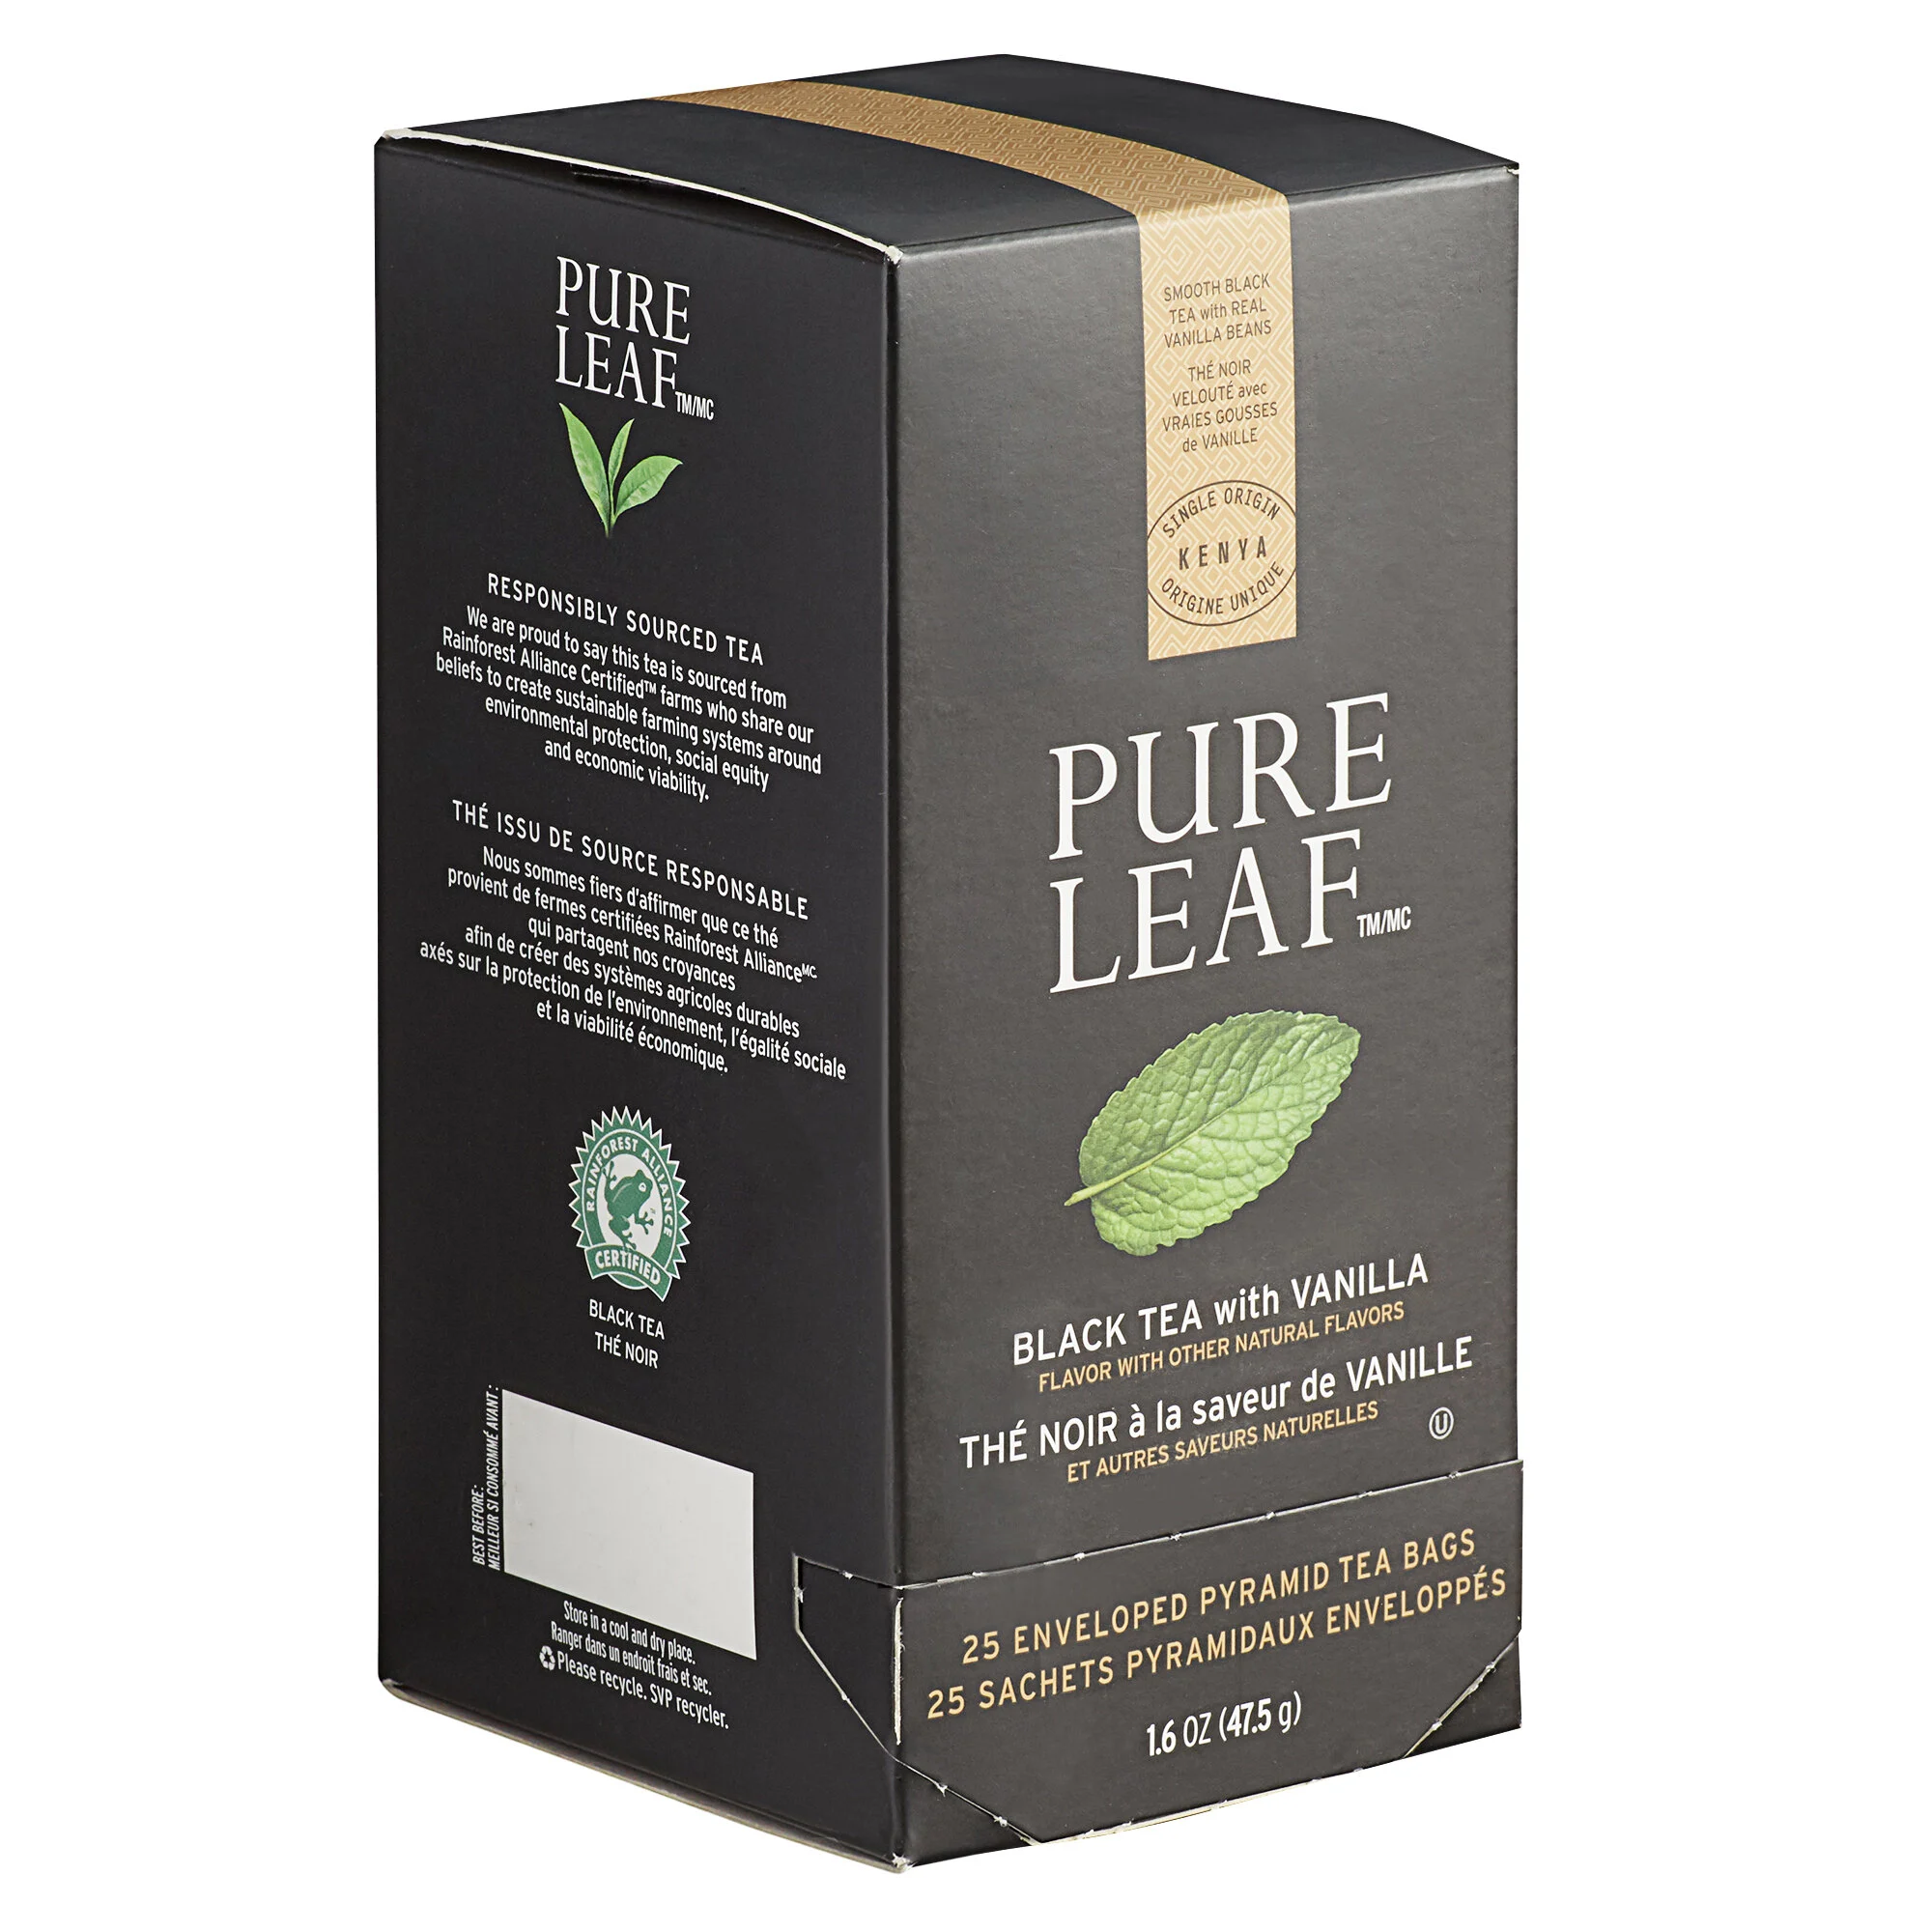 PURE
LEAF TM/MC
RESPONSIBLY SOURCED TEA
We are proud to say this tea is sourced from
Rainforest Alliance Certified™ farms who share our
beliefs to create sustainable farming systems around
environmental protection, social equity
and economic viability.
THÉ ISSU DE SOURCE RESPONSABLE
Nous sommes fiers d'affirmer que ce thé
provient de fermes certifiées Rainforest Alliance MC
qui partagent nos croyances
afin de créer des systèmes agricoles durables
axés sur la protection de l'environnement, l'égalité sociale
et la viabilité économique.
RAINFOREST ALLIANCE
CERTIFIED
BLACK TEA
THÉ NOIR
BEST BEFORE:
MEILLEUR SI CONSOMMÉ AVANT :
Store in a cool and dry place.
Ranger dans un endroit frais et sec.
Please recycle. SVP recycler.
SMOOTH BLACK
TEA with REAL
VANILLA BEANS
THÉ NOIR
VELOUTÉ avec
VRAIES GOUSSES
de VANILLE
SINGLE ORIGIN
KENYA
ORIGINE UNIQUE
PURE
LEAF TM/MC
BLACK TEA with VANILLA
FLAVOR WITH OTHER NATURAL FLAVORS
THÉ NOIR à la saveur de VANILLE
ET AUTRES SAVEURS NATURELLES
U
25 ENVELOPED PYRAMID TEA BAGS
25 SACHETS PYRAMIDAUX ENVELOPPÉS
1.6 OZ (47.5 g)